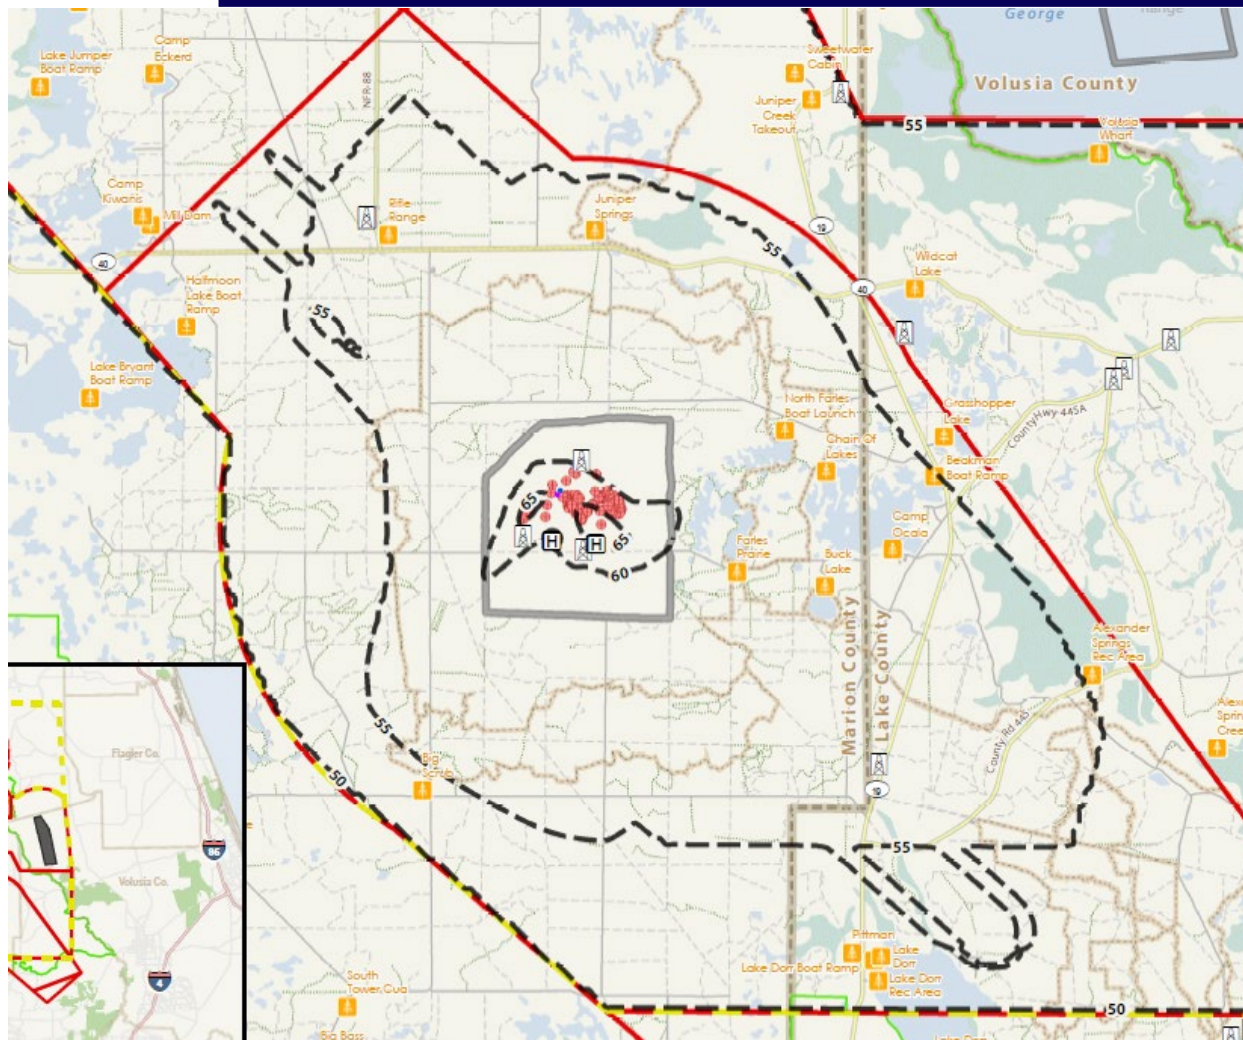 George
Range
Volusia County
Lake Jumper
Boat Ramp
Camp
Eckerd
NFR-88
Sweetwater
Cabin
Juniper
Creek
Takeout
55
Volusia
Wharf
Camp
Kiwanis
Mill Dam
Rifle
Range
Juniper
Springs
19
55
40
Wildcat
Lake
40
Halfmoon
Lake Boat
Ramp
55
Lake Bryant
Boat Ramp
North Farles
Boat Launch
Grasshopper
Lake
County Hwy 445A
Chain Of
Lakes
Beakman
Boat Ramp
65
H
H
65
60
Camp
Ocala
Farles
Prairie
Buck
Lake
Marion County
Lake County
Alexander
Springs
Rec Area
55
County Rd 445
Big
Scrub
50
19
55
Flagler Co.
95
Volusia Co.
4
Pittman
Lake
Dorr
Lake Dorr Boat Ramp
Lake Dorr
Rec Area
South
Tower Gua
Big Bass
50